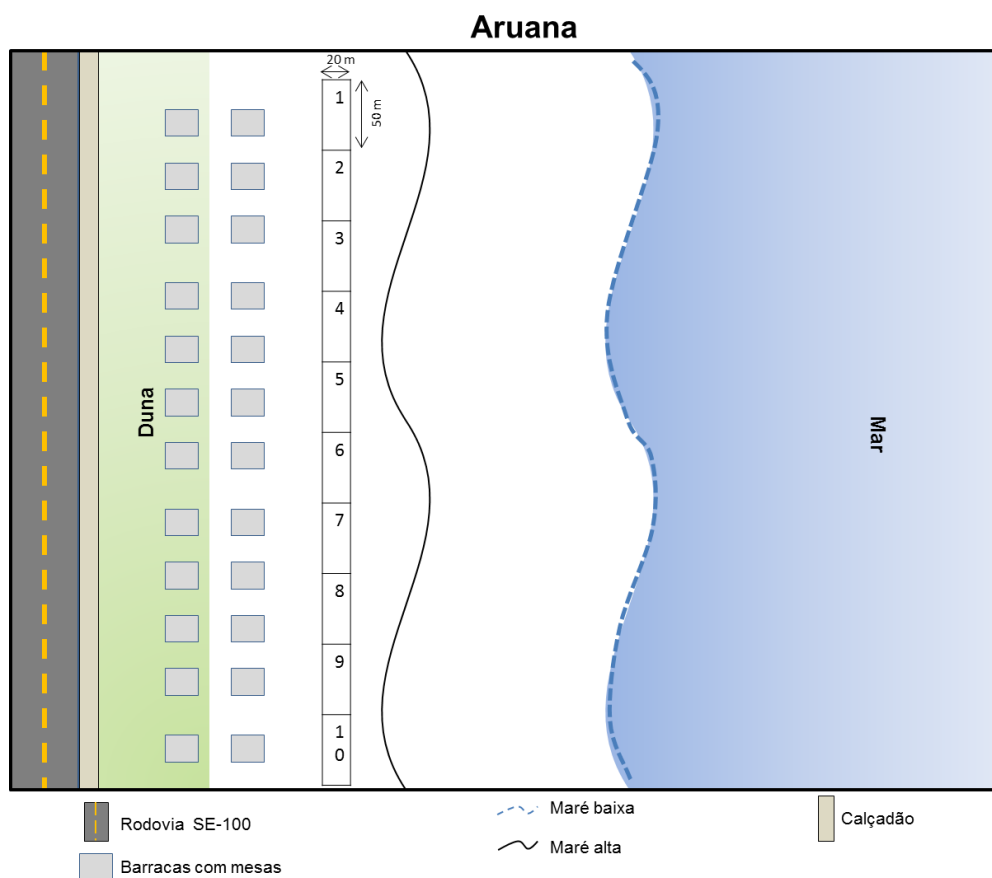 Aruana
20 m
50 m
1
2
3
4
5
6
7
8
9
1
0
Duna
Mar
Rodovia SE-100
Barracas com mesas
Maré baixa
Maré alta
Calçadão